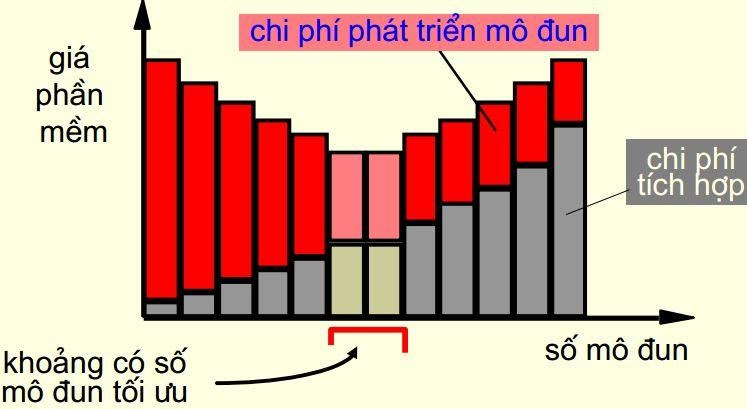 chi phí phát triển mô đun
giá
phần
mềm
chi phí
tích hợp
số mô đun
khoảng có số
mô đun tối ưu